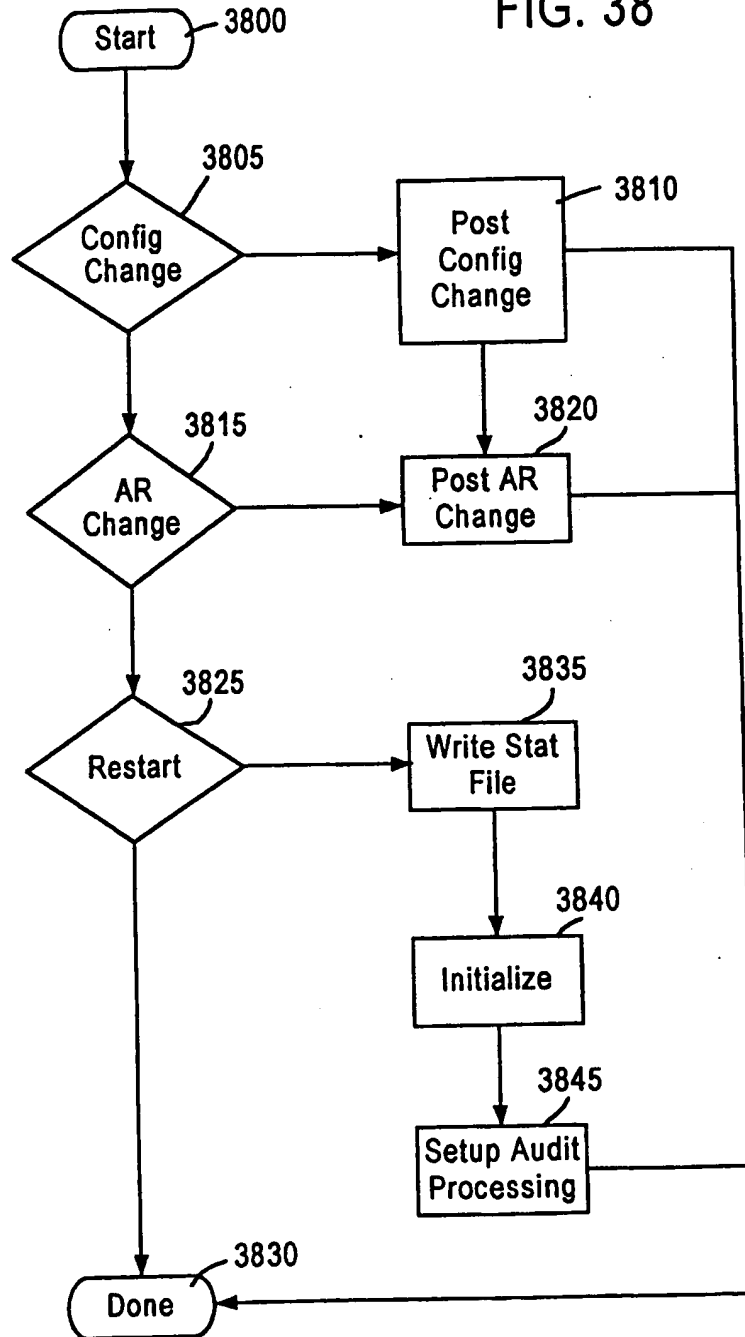 FIG. 38
Start
3800
3805
Config
Change
3810
Post
Config
Change
3815
AR
Change
3820
Post AR
Change
3825
Restart
3835
Write Stat
File
3840
Initialize
3845
Setup Audit
Processing
3830
Done